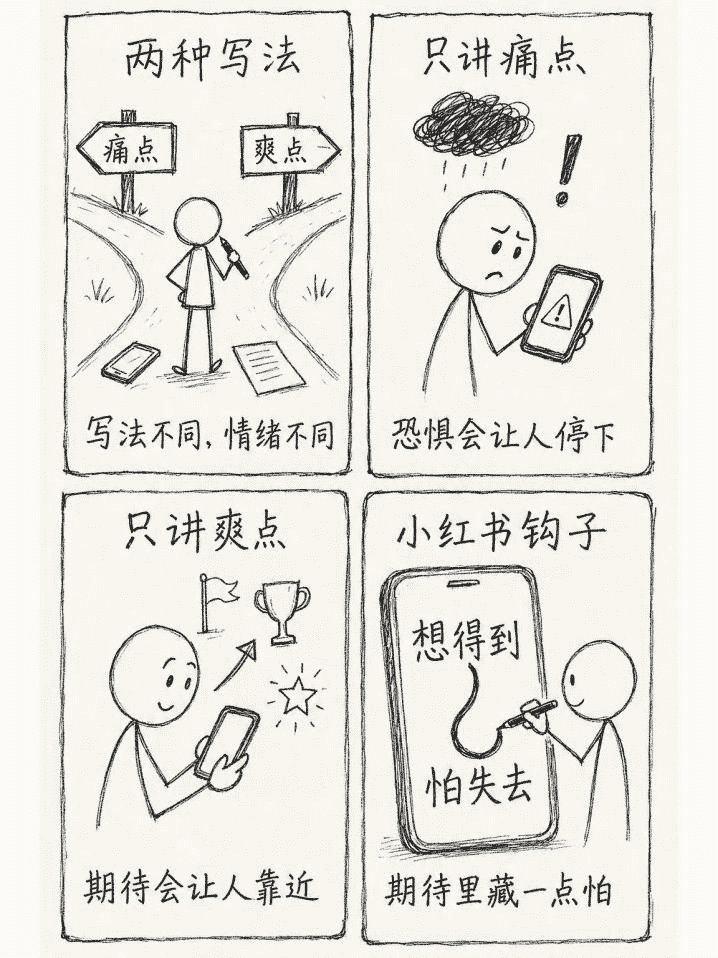 两种写法
痛点
爽点
写法不同，情绪不同
只讲痛点
恐惧会让人停下
只讲爽点
期待会让人靠近
小红书钩子
想得到
怕失去
期待里藏一点怕